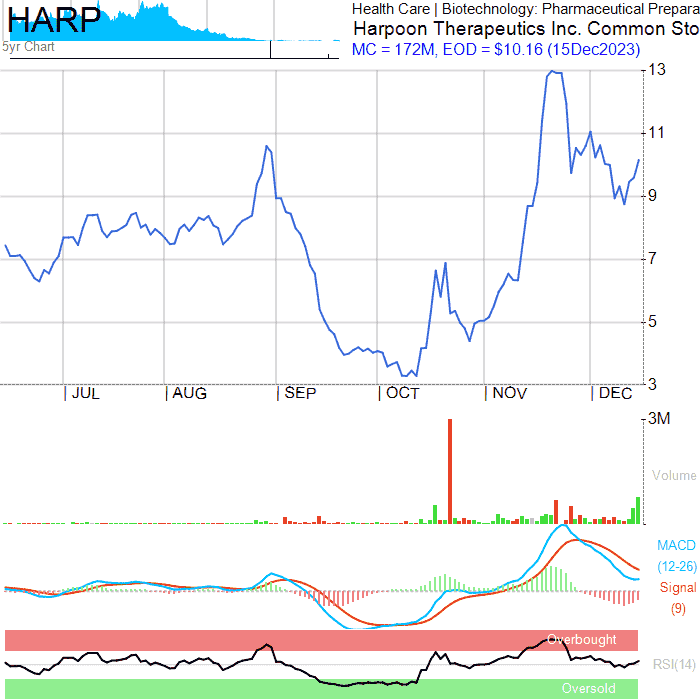 HARP
Health Care | Biotechnology: Pharmaceutical Prepara
Harpoon Therapeutics Inc. Common Sto
5yr Chart
MC = 172M, EOD = $10.16 (15Dec2023)
13
11
9
7
5
3
JUL AUG SEP OCT NOV DEC
3M
Volume
MACD
(12-26)
Signal
(9)
Overbought
RSI(14)
Oversold